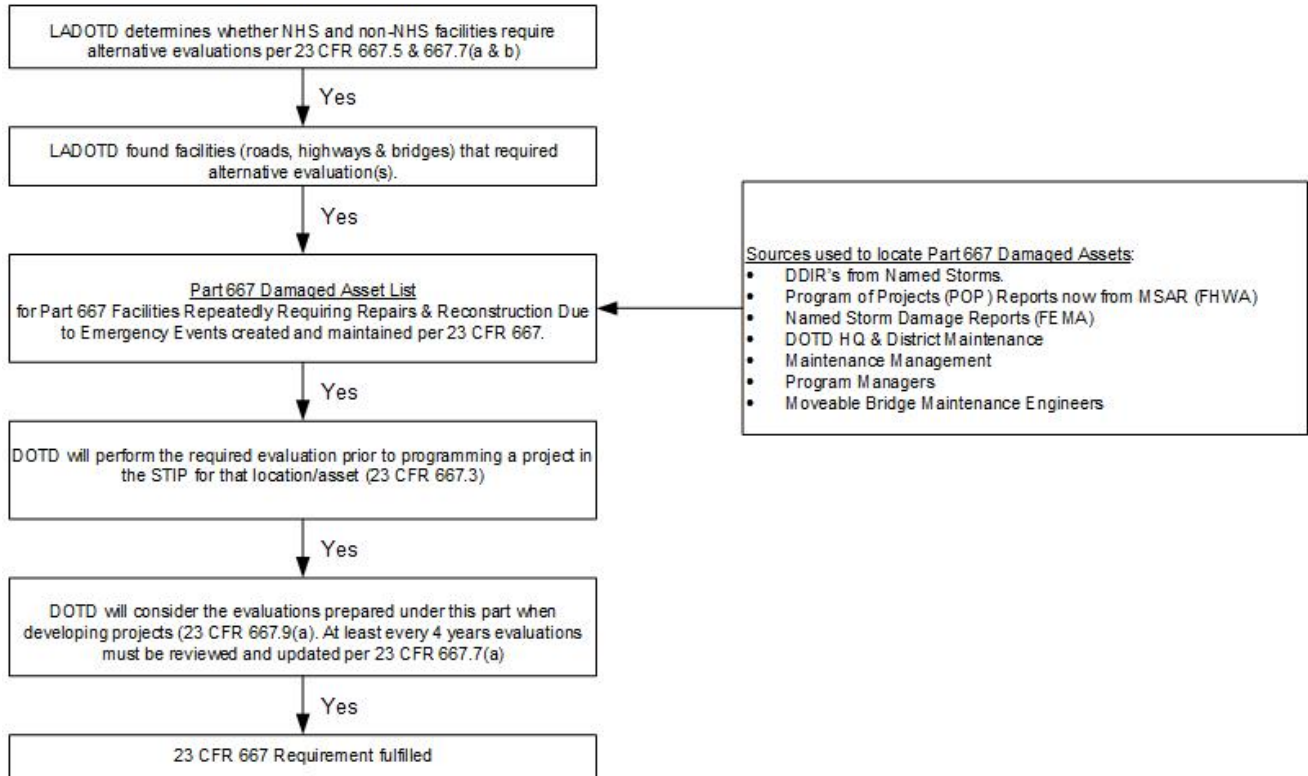 LADOTD determines whether NHS and non-NHS facilities require
alternative evaluations per 23 CFR 667.5 & 667.7(a & b)
Yes
LADOTD found facilities (roads, highways & bridges) that required
alternative evaluation(s).
Yes
Part 667 Damaged Asset List
for Part 667 Facilities Repeatedly Requiring Repairs & Reconstruction Due
to Emergency Events created and maintained per 23 CFR 667.
Sources used to locate Part 667 Damaged Assets:
• DDIR's from Named Storms.
• Program of Projects (POP) Reports now from MSAR (FHWA)
• Named Storm Damage Reports (FEMA)
• DOTD HQ & District Maintenance
• Maintenance Management
• Program Managers
• Moveable Bridge Maintenance Engineers
Yes
DOTD will perform the required evaluation prior to programming a project in
the STIP for that location/asset (23 CFR 667.3)
Yes
DOTD will consider the evaluations prepared under this part when
developing projects (23 CFR 667.9(a). At least every 4 years evaluations
must be reviewed and updated per 23 CFR 667.7(a)
Yes
23 CFR 667 Requirement fulfilled